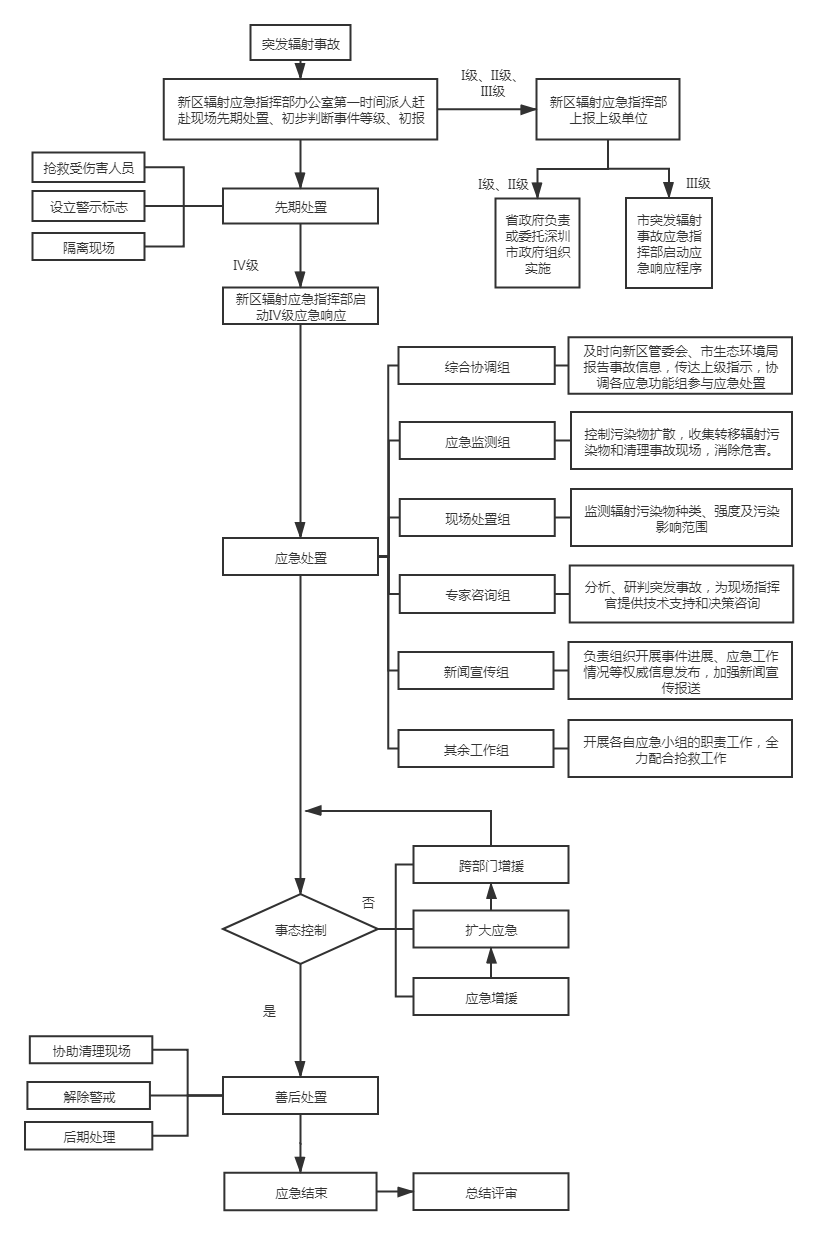 突发辐射事故
新区辐射应急指挥部办公室第一时间派人赶
赴现场先期处置、初步判断事件等级、初报
I级、II级、
III级
新区辐射应急指挥部
上报上级单位
I级、II级
III级
省政府负责
或委托深圳
市政府组织
实施
市突发辐射
事故应急指
挥部启动应
急响应程序
抢救受伤害人员
设立警示标志
隔离现场
先期处置
IV级
新区辐射应急指挥部启
动IV级应急响应
综合协调组
及时向新区管委会、市生态环境局
报告事故信息，传达上级指示，协
调各应急功能组参与应急处置
应急监测组
控制污染物扩散，收集转移辐射污
染物和清理事故现场，消除危害。
现场处置组
监测辐射污染物种类、强度及污染
影响范围
应急处置
专家咨询组
分析、研判突发事故，为现场指挥
官提供技术支持和决策咨询
新闻宣传组
负责组织开展事件进展、应急工作
情况等权威信息发布，加强新闻宣
传报送
其余工作组
开展各自应急小组的职责工作，全
力配合抢救工作
跨部门增援
否
事态控制
扩大应急
应急增援
是
协助清理现场
解除警戒
后期处理
善后处置
应急结束
总结评审